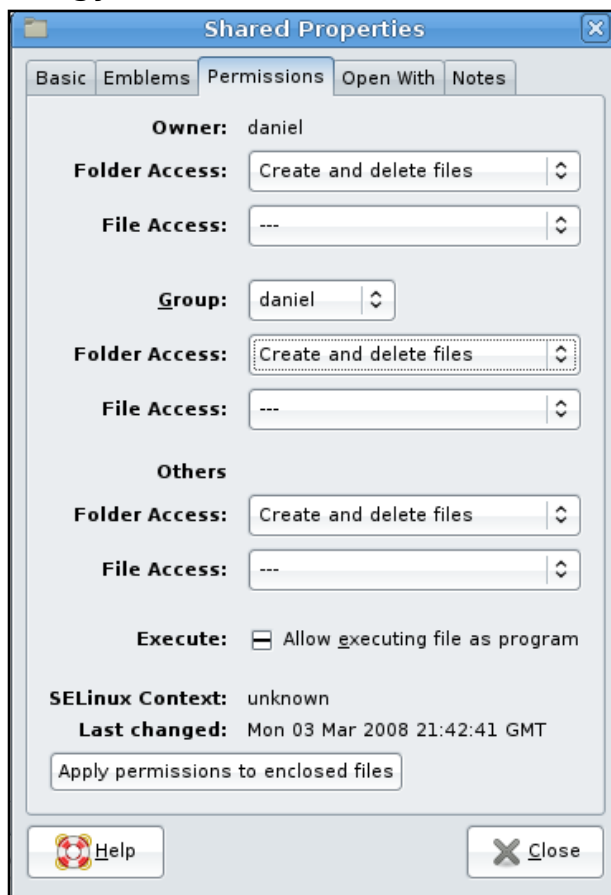 Shared Properties
Basic Emblems Permissions Open With Notes
Owner: daniel
Folder Access: Create and delete files
File Access: ---
Group: daniel
Folder Access: Create and delete files
File Access: ---
Others
Folder Access: Create and delete files
File Access: ---
Execute: Allow executing file as program
SELinux Context: unknown
Last changed: Mon 03 Mar 2008 21:42:41 GMT
Apply permissions to enclosed files
Help Close